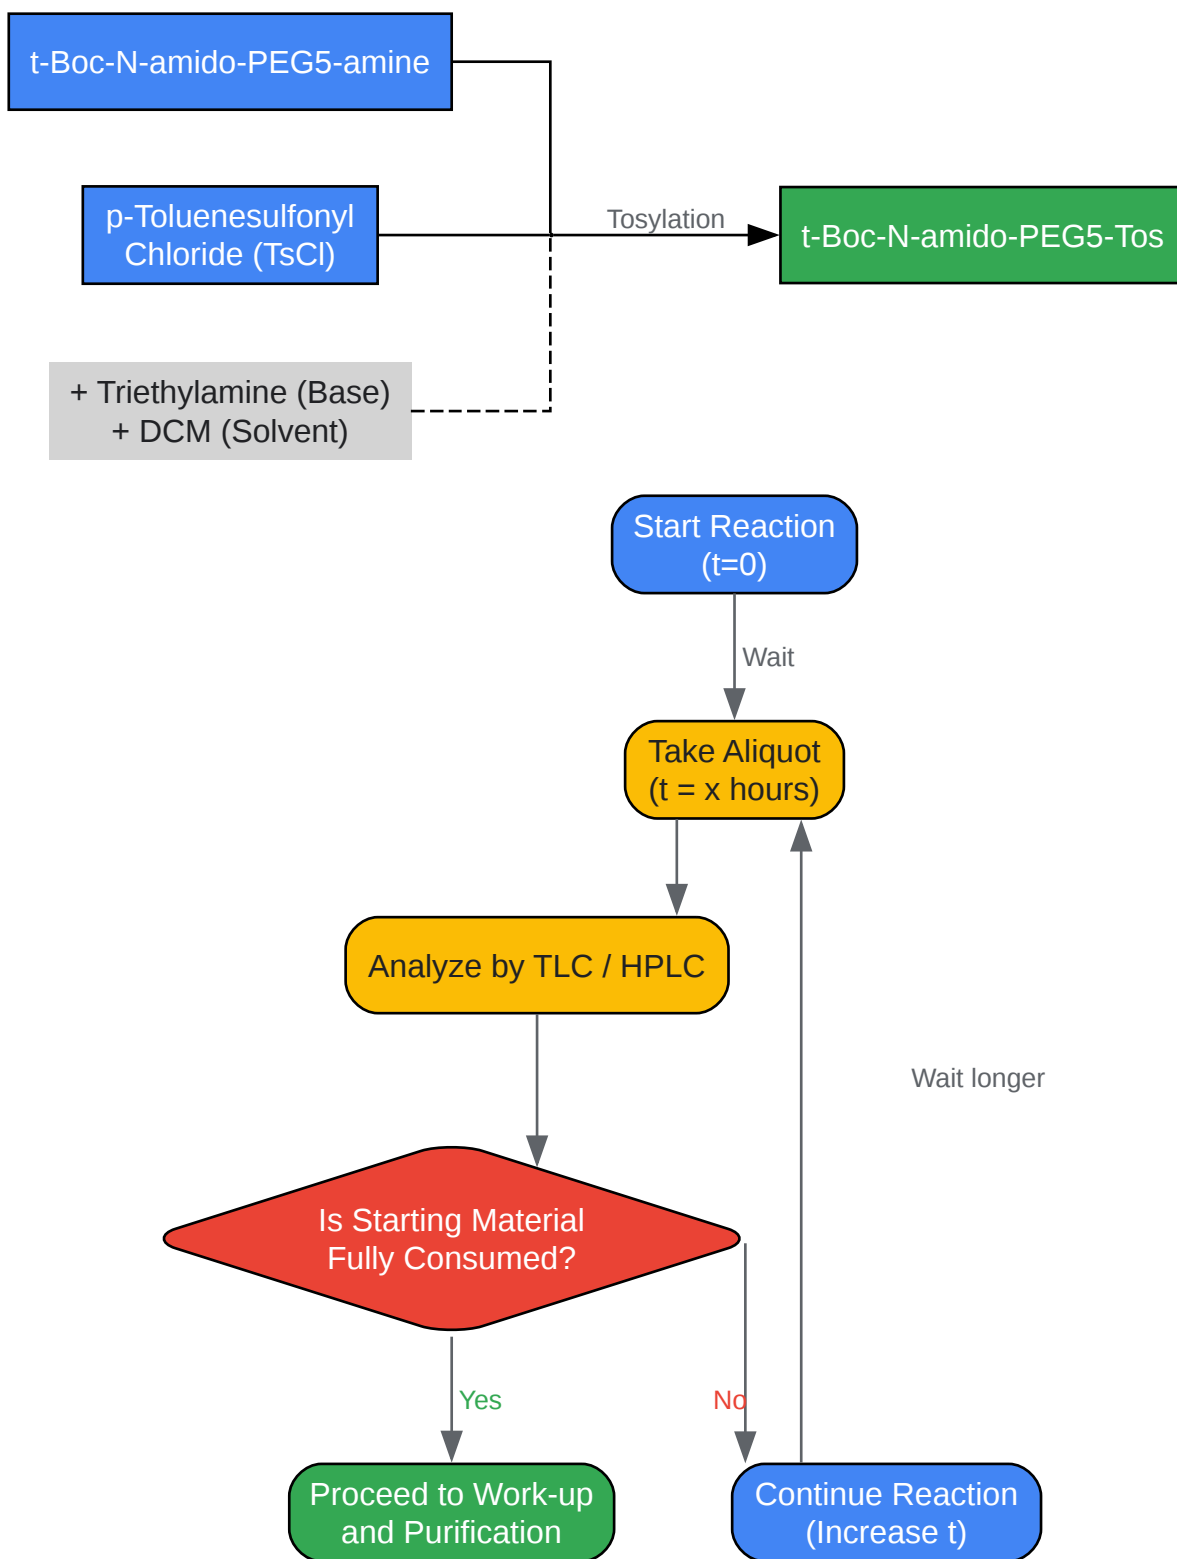 t-Boc-N-amido-PEG5-amine
p-Toluenesulfonyl
Chloride (TsCl)
Tosylation
t-Boc-N-amido-PEG5-Tos
+ Triethylamine (Base)
+ DCM (Solvent)
Start Reaction
(t=0)
Wait
Take Aliquot
(t = x hours)
Analyze by TLC / HPLC
Wait longer
Is Starting Material
Fully Consumed?
Yes
No
Proceed to Work-up
and Purification
Continue Reaction
(Increase t)